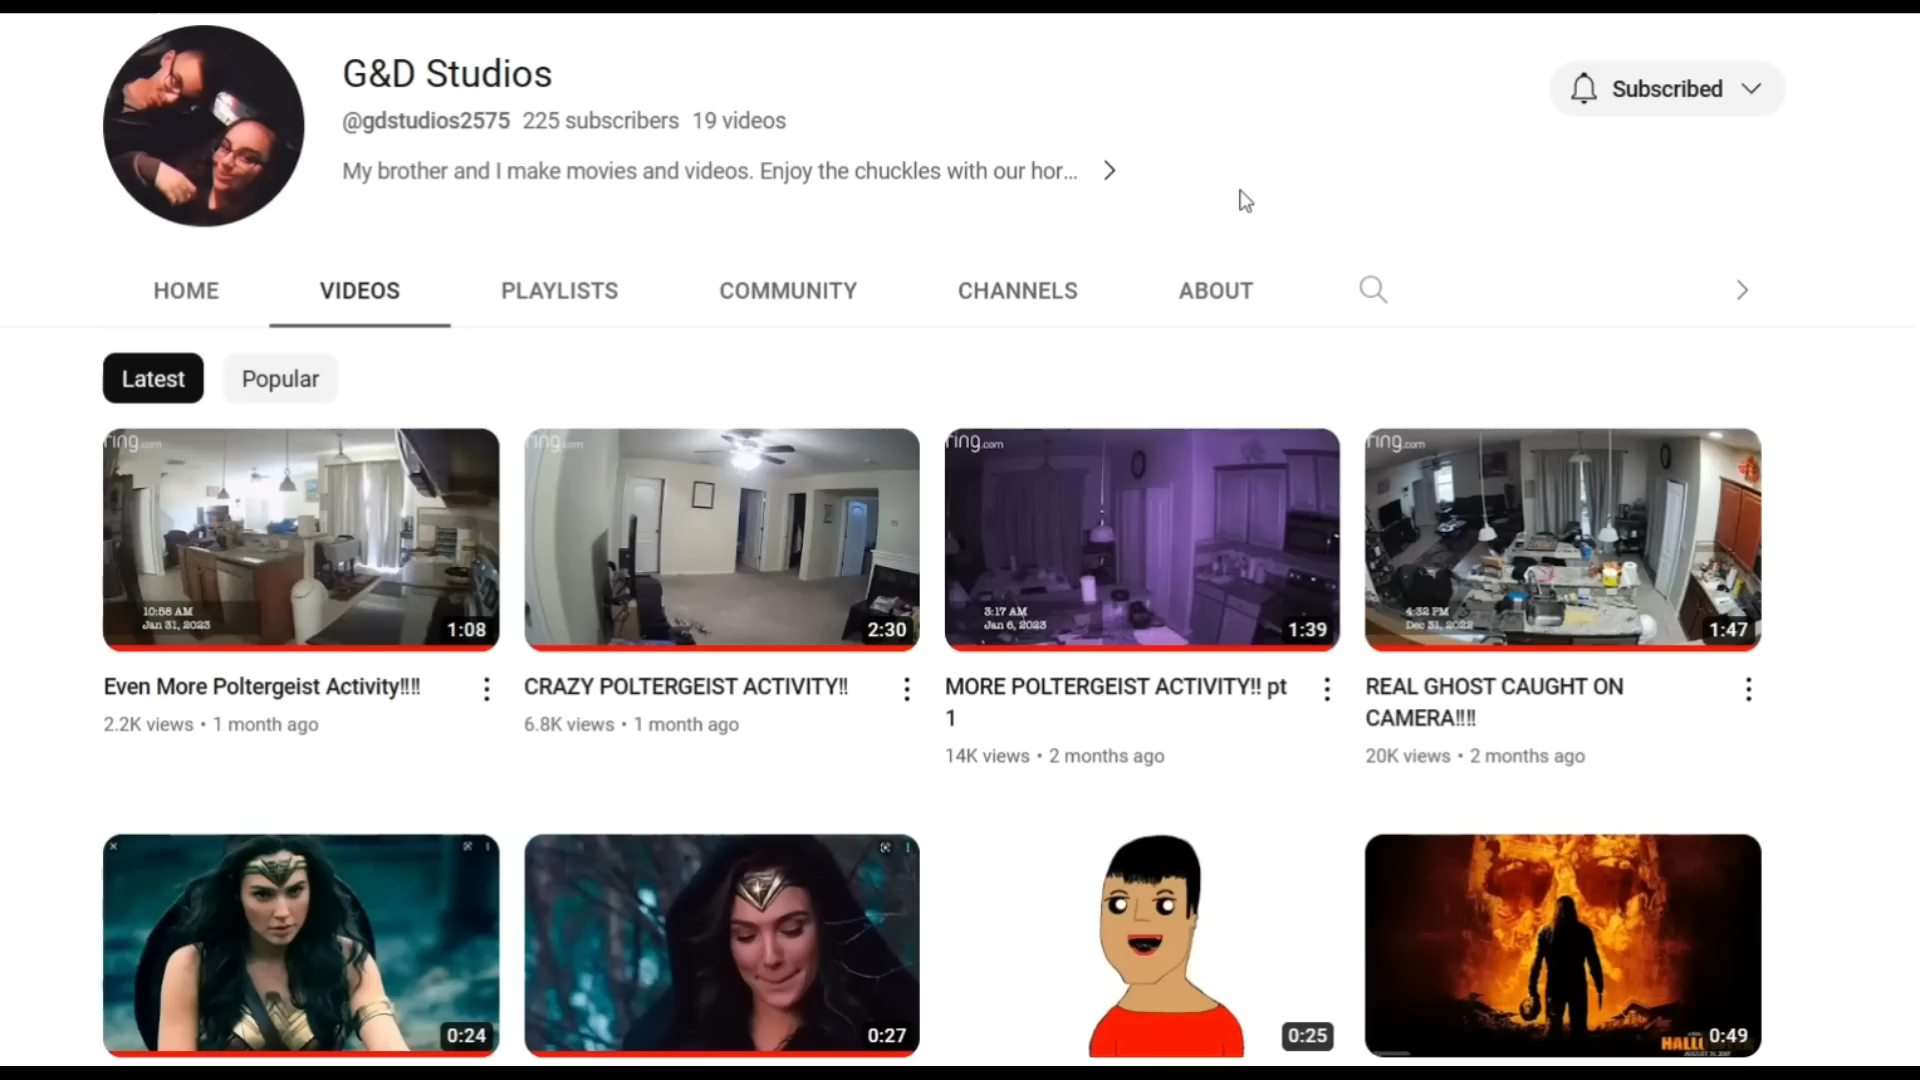 G&D Studios
@gdstudios2575 225 subscribers 19 videos
My brother and I make movies and videos. Enjoy the chuckles with our hor...
Subscribed
HOME VIDEOS PLAYLISTS COMMUNITY CHANNELS ABOUT
Latest Popular
ring.com
10:58 AM
Jan 31, 2023
1:08
ring.com
2:30
ring.com
3:17 AM
Jan 6, 2023
1:39
ring.com
4:32 PM
Dec 31, 2022
1:47
Even More Poltergeist Activity!!!!
2.2K views • 1 month ago
CRAZY POLTERGEIST ACTIVITY!!
6.8K views • 1 month ago
MORE POLTERGEIST ACTIVITY!! pt
1
14K views • 2 months ago
REAL GHOST CAUGHT ON
CAMERA!!!!
20K views • 2 months ago
0:24
0:27
0:25
0:49